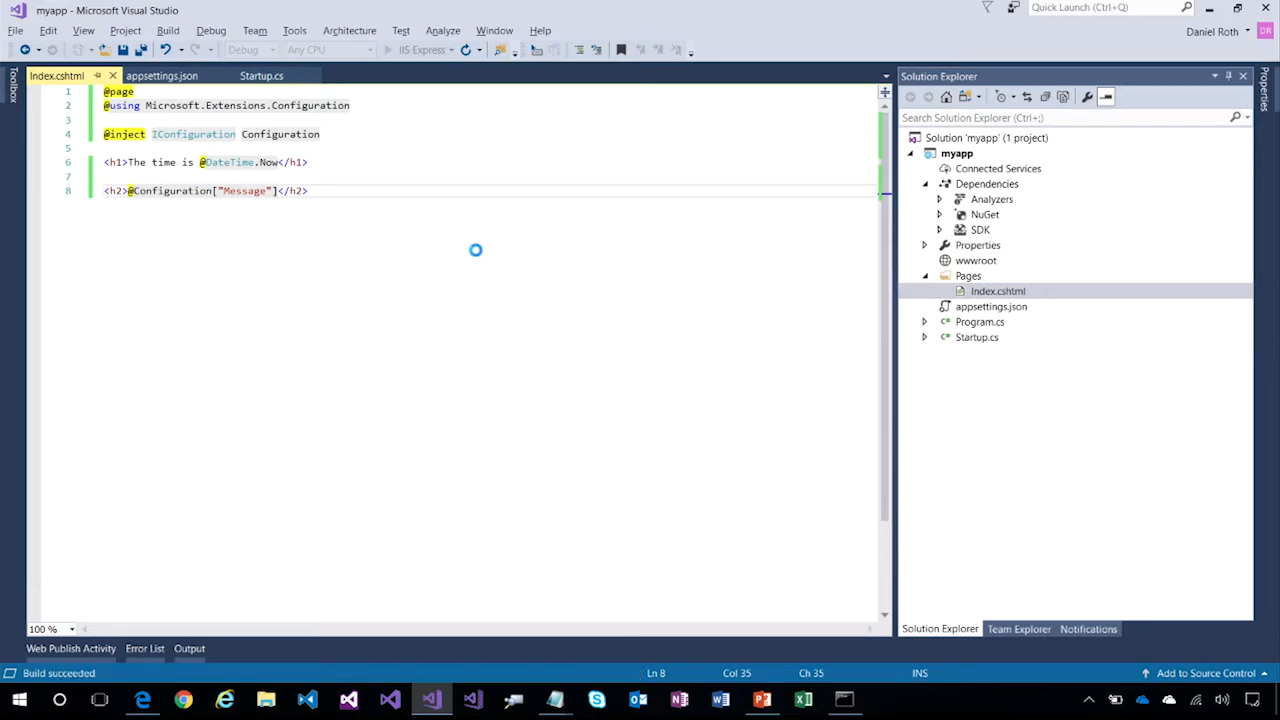 myapp - Microsoft Visual Studio
Quick Launch (Ctrl+Q)
File Edit View Project Build Debug Team Tools Architecture Test Analyze Window Help
Daniel Roth DR
Debug Any CPU IIS Express
Toolbox
Index.cshtml appsettings.json Startup.cs
1 @page
2 @using Microsoft.Extensions.Configuration
3
4 @inject IConfiguration Configuration
5
6 <h1>The time is @DateTime.Now</h1>
7
8 <h2>@Configuration["Message"]</h2>
100 %
Solution Explorer
Search Solution Explorer (Ctrl+;)
Solution 'myapp' (1 project)
myapp
Connected Services
Dependencies
Analyzers
NuGet
SDK
Properties
wwwroot
Pages
Index.cshtml
appsettings.json
Program.cs
Startup.cs
Solution Explorer Team Explorer Notifications
Properties
Web Publish Activity Error List Output
Build succeeded Ln 8 Col 35 Ch 35 INS Add to Source Control